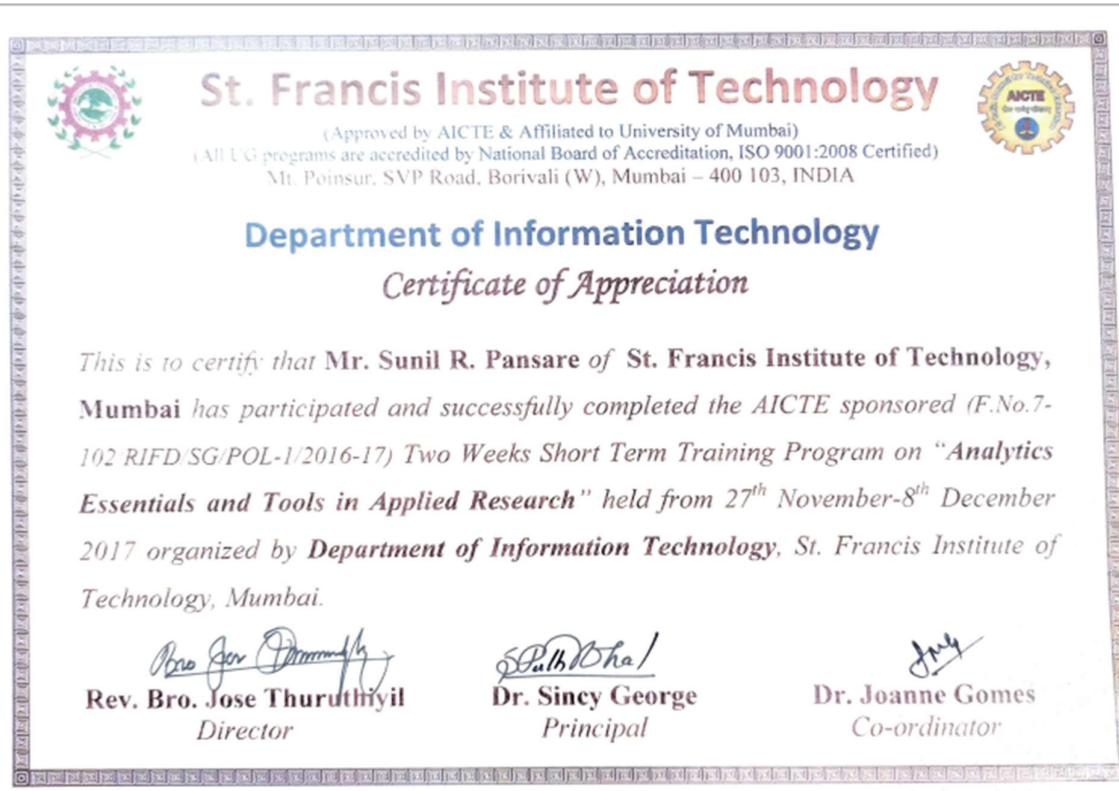 St. Francis Institute of Technology
(Approved by AICTE & Affiliated to University of Mumbai)
(All UG programs are accredited by National Board of Accreditation, ISO 9001:2008 Certified)
Mt. Poinsur, SVP Road, Borivali (W), Mumbai – 400 103, INDIA
AICTE
Department of Information Technology
Certificate of Appreciation
This is to certify that Mr. Sunil R. Pansare of St. Francis Institute of Technology,
Mumbai has participated and successfully completed the AICTE sponsored (F.No.7-
102/RIFD/SG/POL-1/2016-17) Two Weeks Short Term Training Program on “Analytics
Essentials and Tools in Applied Research” held from 27th November-8th December
2017 organized by Department of Information Technology, St. Francis Institute of
Technology, Mumbai.
Rev. Bro. Jose Thuruthiyil
Director
Dr. Sincy George
Principal
Dr. Joanne Gomes
Co-ordinator